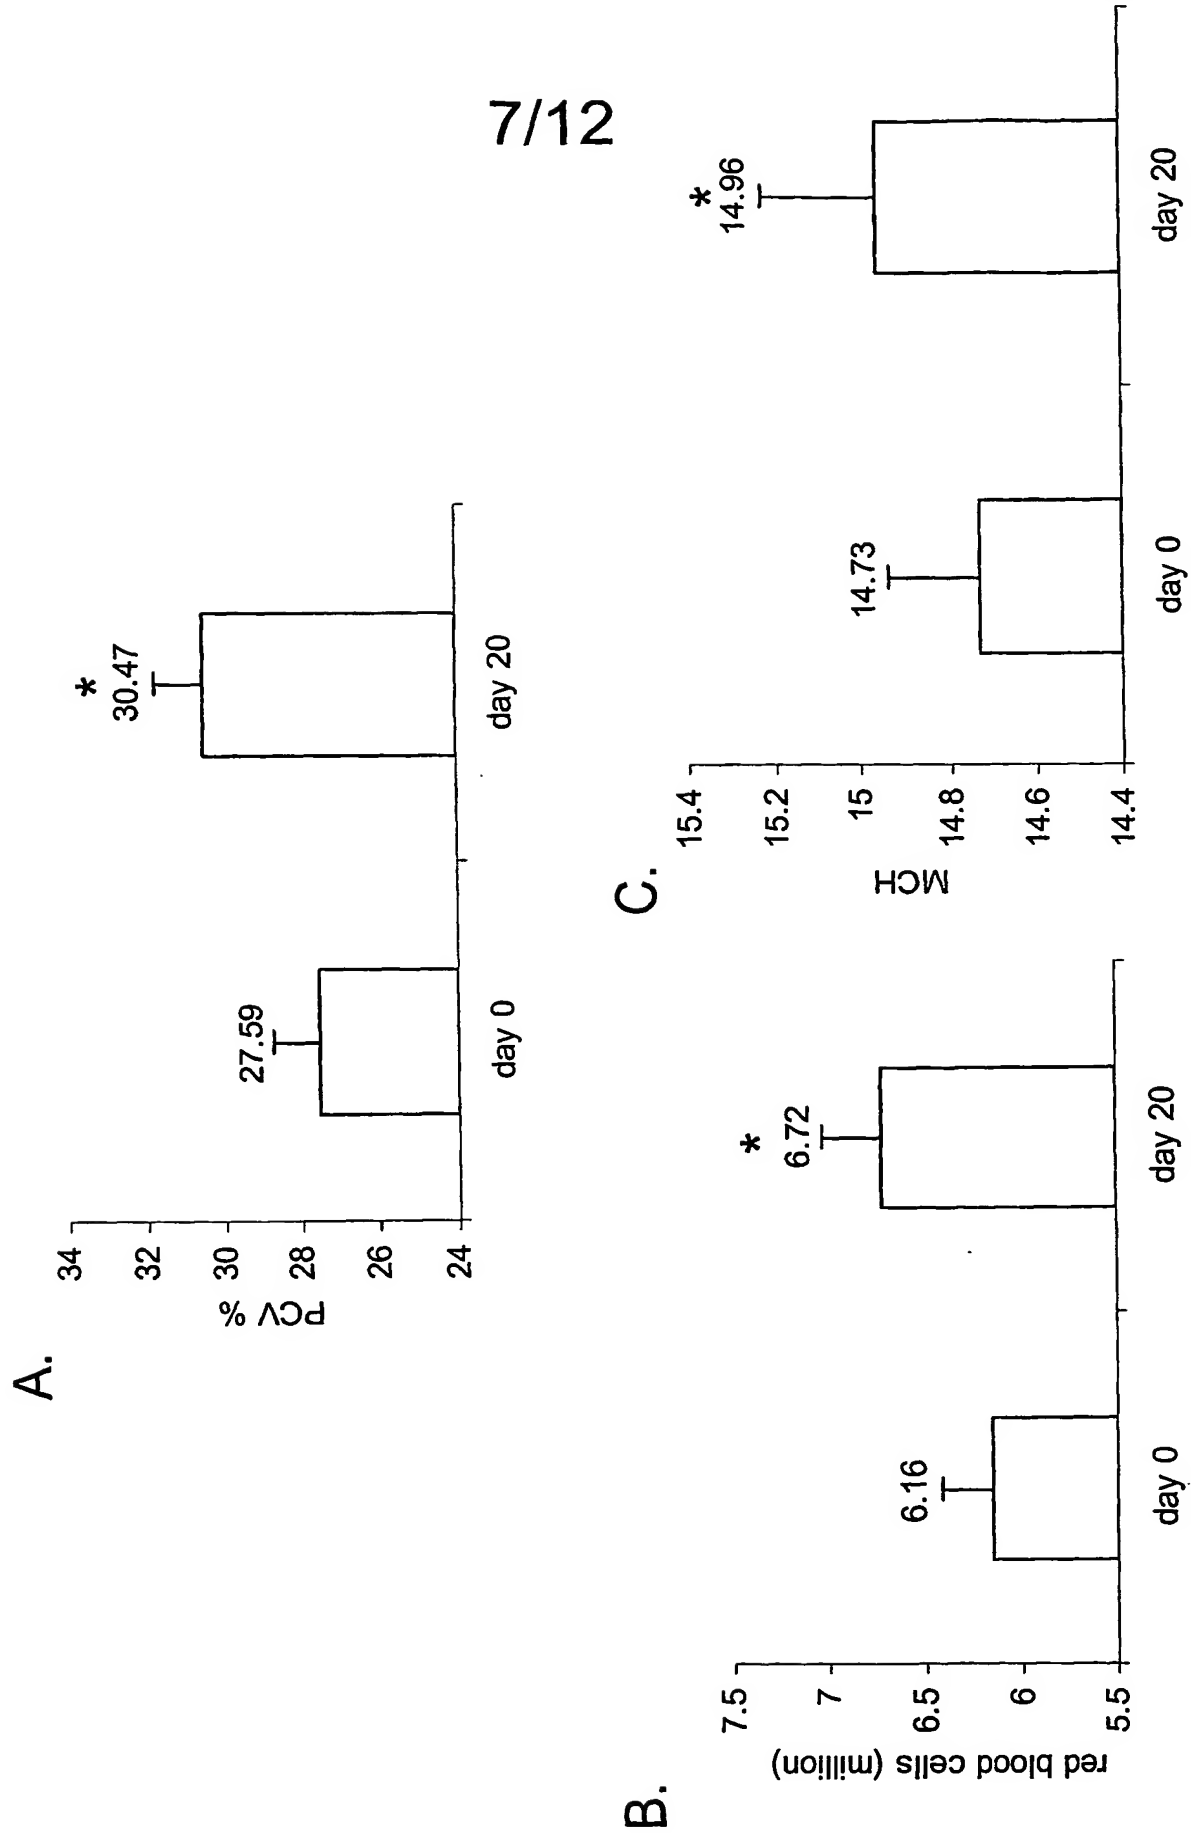 7/12
A.
PCV %
34
32
30
28
26
24
27.59
*
30.47
day 0
day 20
B.
red blood cells (million)
7.5
7
6.5
6
5.5
6.16
*
6.72
day 0
day 20
C.
MCH
15.4
15.2
15
14.8
14.6
14.4
14.73
*
14.96
day 0
day 20